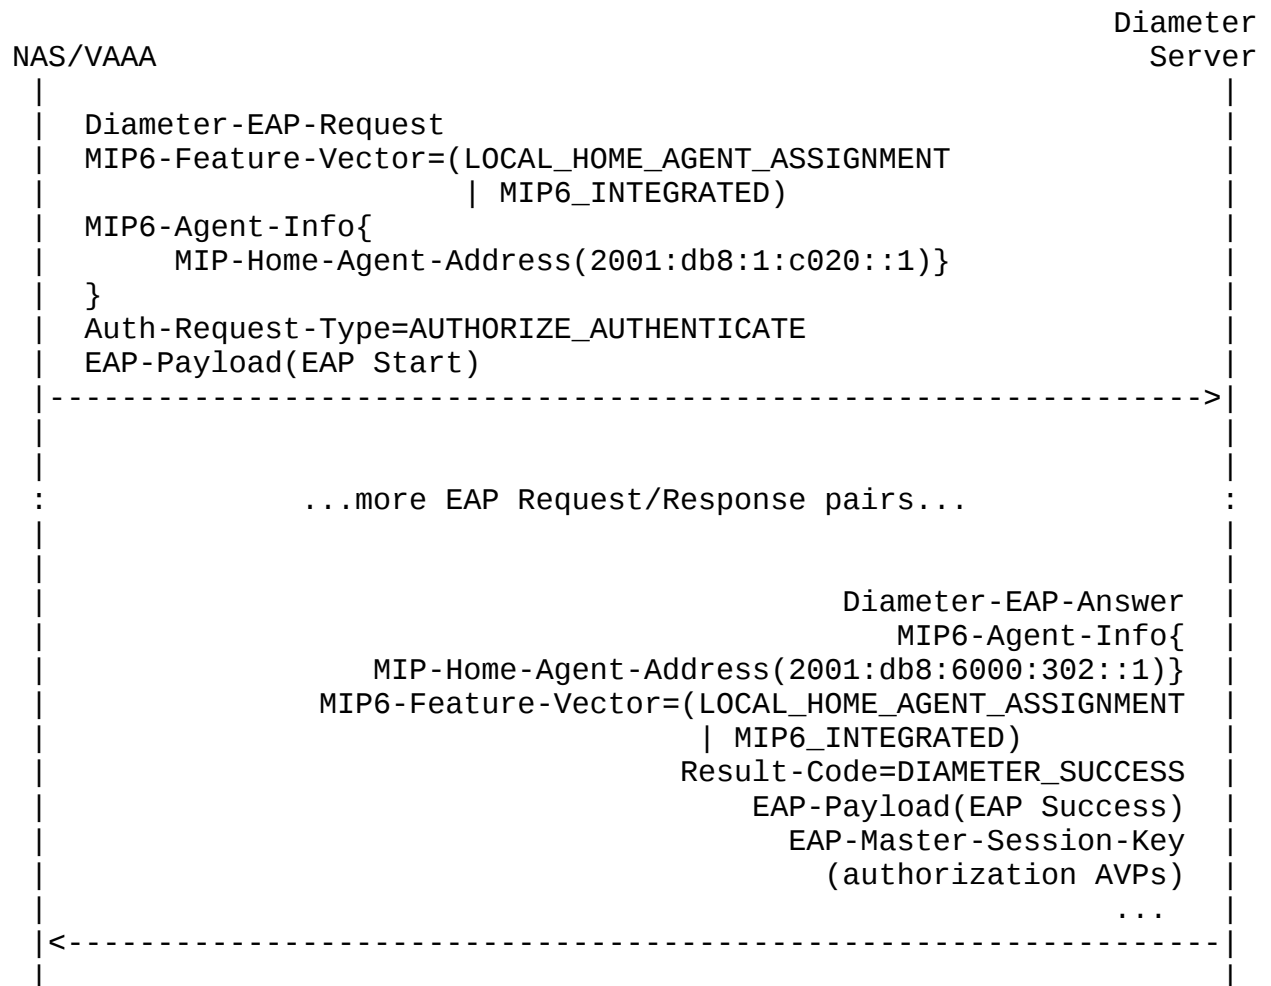 Diameter
NAS/VAAA Server
Diameter-EAP-Request
MIP6-Feature-Vector=(LOCAL_HOME_AGENT_ASSIGNMENT
| MIP6_INTEGRATED)
MIP6-Agent-Info{
MIP-Home-Agent-Address(2001:db8:1:c020::1)}
}
Auth-Request-Type=AUTHORIZE_AUTHENTICATE
EAP-Payload(EAP Start)
...more EAP Request/Response pairs...
Diameter-EAP-Answer
MIP6-Agent-Info{
MIP-Home-Agent-Address(2001:db8:6000:302::1)}
MIP6-Feature-Vector=(LOCAL_HOME_AGENT_ASSIGNMENT
| MIP6_INTEGRATED)
Result-Code=DIAMETER_SUCCESS
EAP-Payload(EAP Success)
EAP-Master-Session-Key
(authorization AVPs)
...